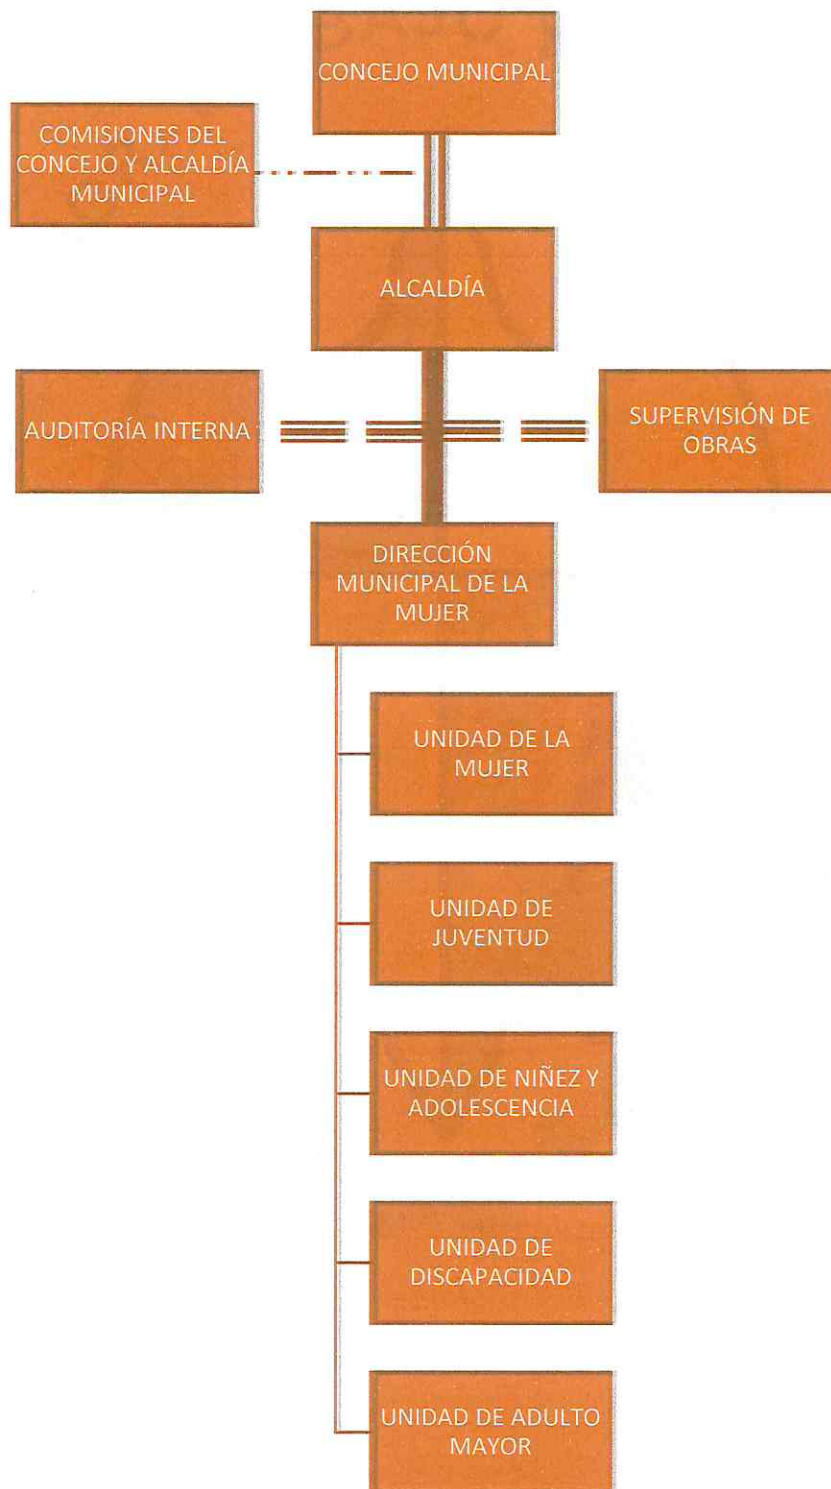 CONCEJO MUNICIPAL
COMISIONES DEL
CONCEJO Y ALCALDÍA
MUNICIPAL
ALCALDÍA
AUDITORÍA INTERNA
SUPERVISIÓN DE
OBRAS
DIRECCIÓN
MUNICIPAL DE LA
MUJER
UNIDAD DE LA
MUJER
UNIDAD DE
JUVENTUD
UNIDAD DE NIÑEZ Y
ADOLESCENCIA
UNIDAD DE
DISCAPACIDAD
UNIDAD DE ADULTO
MAYOR